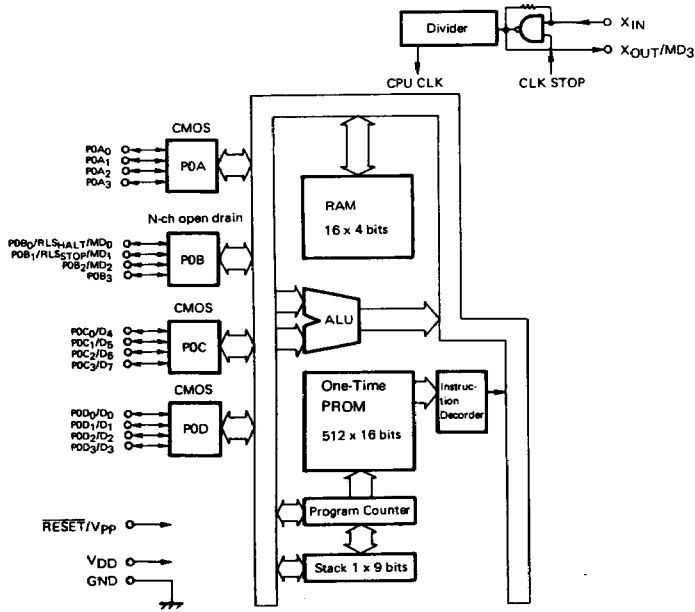 Divider
XIN
XOUT/MD3
CPU CLK
CLK STOP
CMOS
P0A0
P0A1
P0A2
P0A3
P0A
RAM
16 x 4 bits
N-ch open drain
P0B0/RLSHALT/MD0
P0B1/RLSSTOP/MD1
P0B2/MD2
P0B3
P0B
ALU
CMOS
P0C0/D4
P0C1/D5
P0C2/D6
P0C3/D7
P0C
CMOS
P0D0/D0
P0D1/D1
P0D2/D2
P0D3/D3
P0D
One-Time
PROM
512 x 16 bits
Instruc-
tion
Decorder
Program Counter
RESET/VPP
VDD
GND
Stack 1 x 9 bits